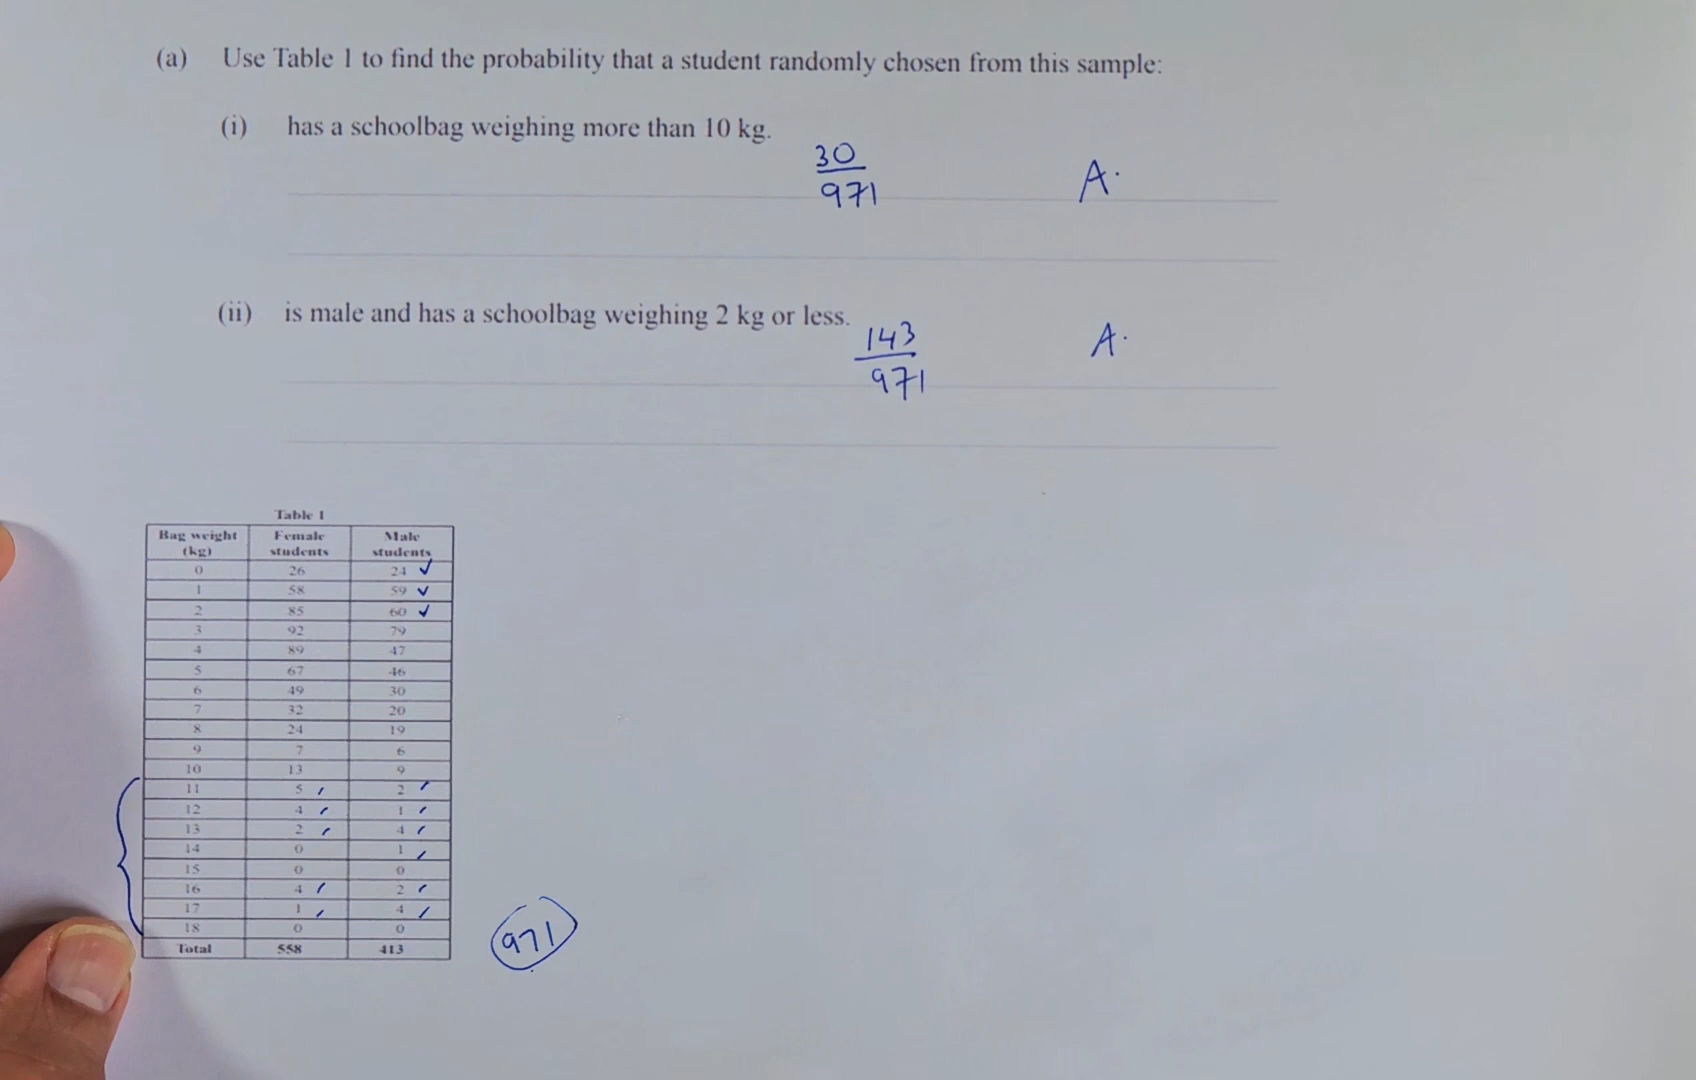 (a) Use Table 1 to find the probability that a student randomly chosen from this sample:
(i) has a schoolbag weighing more than 10 kg.
30
971
A.
(ii) is male and has a schoolbag weighing 2 kg or less.
143
971
A.
Table 1
Bag weight (kg) Female students Male students
0 26 24 ✓
1 58 59 ✓
2 85 60 ✓
3 92 79
4 89 47
5 67 46
6 49 30
7 32 20
8 24 19
9 7 6
10 13 9
11 5 2
12 4 1
13 2 4
14 0 1
15 0 0
16 4 2
17 1 4
18 0 0
Total 558 413
971